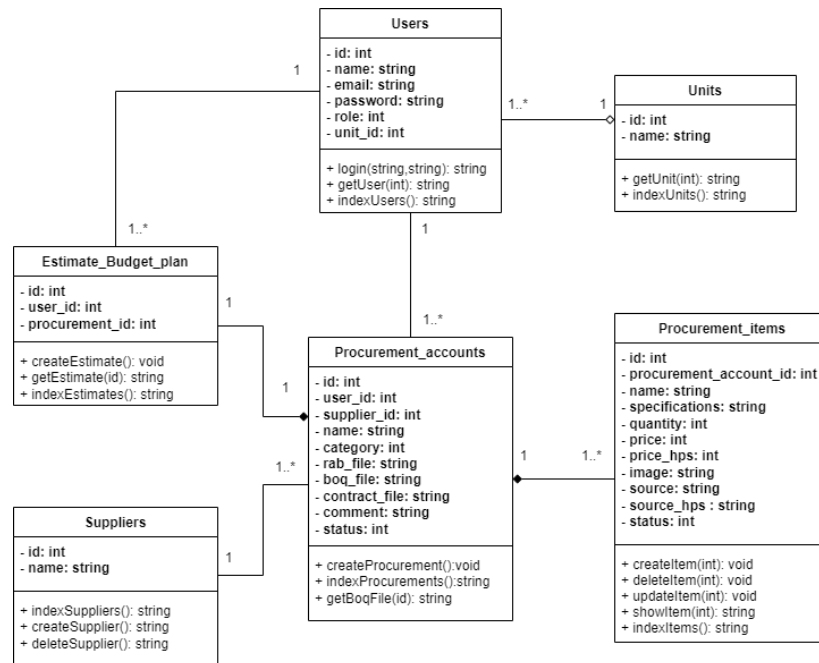 Users
- id: int
- name: string
- email: string
- password: string
- role: int
- unit_id: int
+ login(string,string): string
+ getUser(int): string
+ indexUsers(): string
1
1..*
1..*
1
Units
- id: int
- name: string
+ getUnit(int): string
+ indexUnits(): string
1
1..*
Estimate_Budget_plan
- id: int
- user_id: int
- procurement_id: int
+ createEstimate(): void
+ getEstimate(id): string
+ indexEstimates(): string
1
1
Procurement_accounts
- id: int
- user_id: int
- supplier_id: int
- name: string
- category: int
- rab_file: string
- boq_file: string
- contract_file: string
- comment: string
- status: int
+ createProcurement():void
+ indexProcurements():string
+ getBoqFile(id): string
1
1..*
Procurement_items
- id: int
- procurement_account_id: int
- name: string
- specifications: string
- quantity: int
- price: int
- price_hps: int
- image: string
- source: string
- source_hps : string
- status: int
+ createItem(int): void
+ deleteItem(int): void
+ updateItem(int): void
+ showItem(int): string
+ indexItems(): string
1..*
1
Suppliers
- id: int
- name: string
+ indexSuppliers(): string
+ createSupplier(): string
+ deleteSupplier(): string